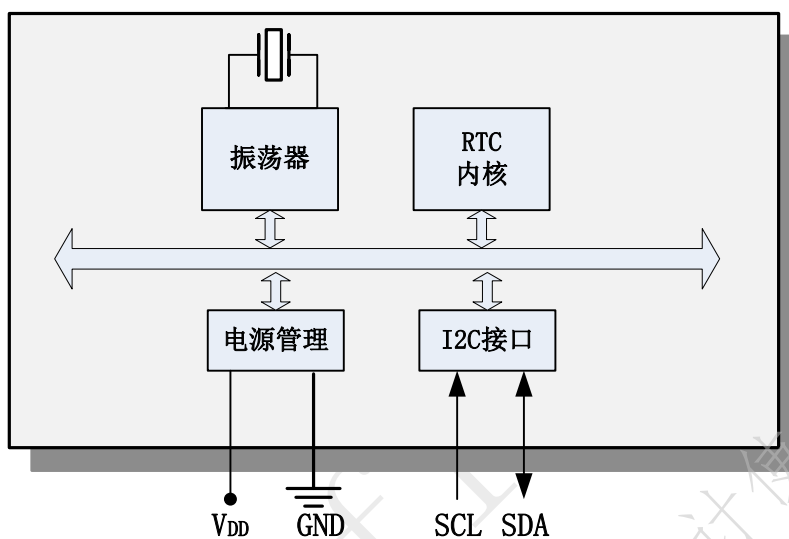 振荡器
RTC
内核
电源管理
I2C接口
VDD
GND
SCL
SDA